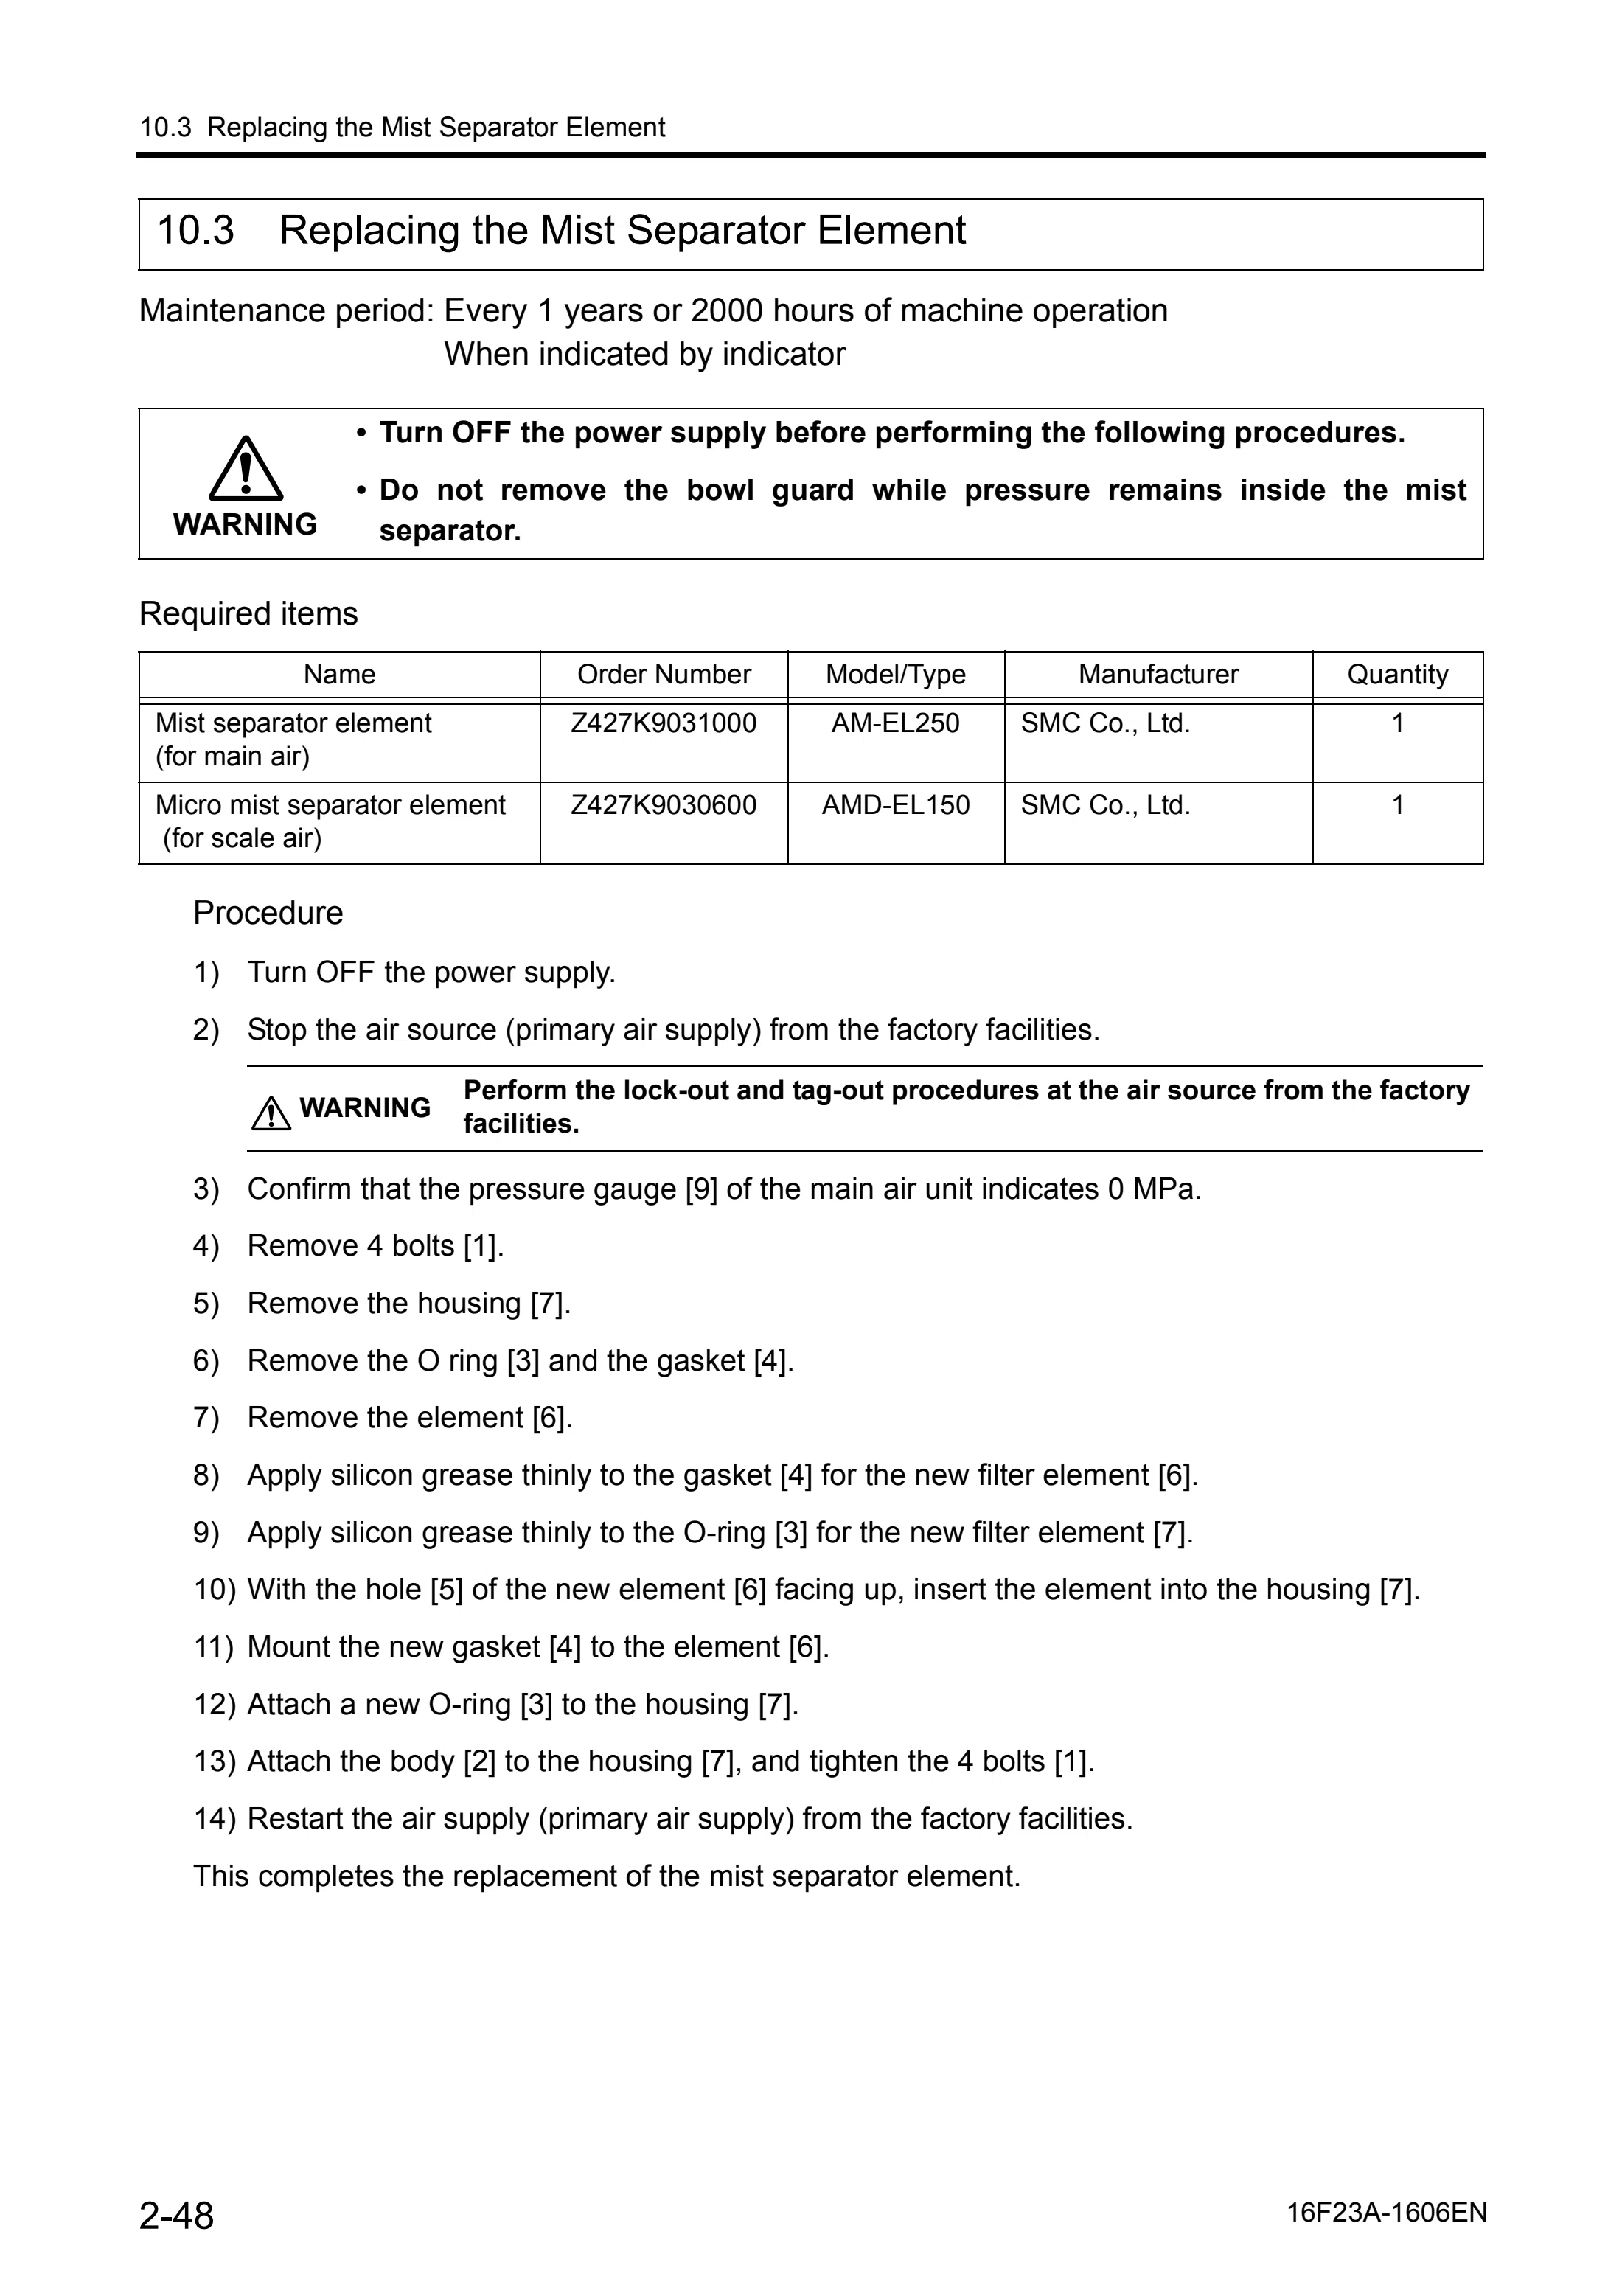 10.3 Replacing the Mist Separator Element
10.3 Replacing the Mist Separator Element
Maintenance period: Every 1 years or 2000 hours of machine operation
When indicated by indicator
• Turn OFF the power supply before performing the following procedures.
• Do not remove the bowl guard while pressure remains inside the mist
WARNING
separator.
Required items
Name Order Number Model/Type Manufacturer Quantity
Mist separator element Z427K9031000 AM-EL250 SMC Co., Ltd. 1
(for main air)
Micro mist separator element Z427K9030600 AMD-EL150 SMC Co., Ltd. 1
(for scale air)
Procedure
1) Turn OFF the power supply.
2) Stop the air source (primary air supply) from the factory facilities.
WARNING Perform the lock-out and tag-out procedures at the air source from the factory
facilities.
3) Confirm that the pressure gauge [9] of the main air unit indicates 0 MPa.
4) Remove 4 bolts [1].
5) Remove the housing [7].
6) Remove the O ring [3] and the gasket [4].
7) Remove the element [6].
8) Apply silicon grease thinly to the gasket [4] for the new filter element [6].
9) Apply silicon grease thinly to the O-ring [3] for the new filter element [7].
10) With the hole [5] of the new element [6] facing up, insert the element into the housing [7].
11) Mount the new gasket [4] to the element [6].
12) Attach a new O-ring [3] to the housing [7].
13) Attach the body [2] to the housing [7], and tighten the 4 bolts [1].
14) Restart the air supply (primary air supply) from the factory facilities.
This completes the replacement of the mist separator element.
2-48 16F23A-1606EN